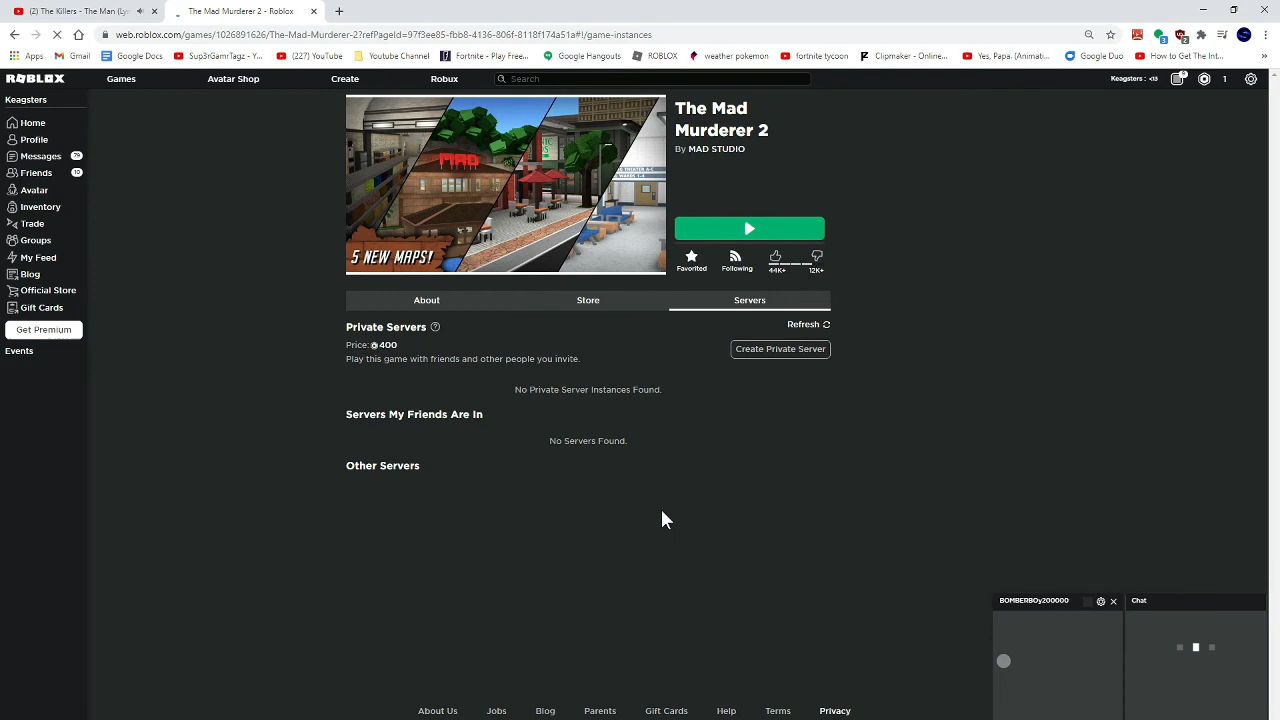 (2) The Killers - The Man (Lyr
The Mad Murderer 2 - Roblox
web.roblox.com/games/1026891626/The-Mad-Murderer-2?refPageId=97f3ee85-fbb8-4136-806f-8118f174a51a#!/game-instances
Apps
Gmail
Google Docs
Sup3rGamrTagz - Y...
(227) YouTube
Youtube Channel
Fortnite - Play Free...
Google Hangouts
ROBLOX
weather pokemon
fortnite tycoon
Clipmaker - Online...
Yes, Papa. (Animati...
Google Duo
How to Get The Int...
ROBLOX
Games
Avatar Shop
Create
Robux
Search
Keagsters: <13
1
Keagsters
Home
Profile
Messages 79
Friends 10
Avatar
Inventory
Trade
Groups
My Feed
Blog
Official Store
Gift Cards
Get Premium
Events
MAD
5 NEW MAPS!
The Mad
Murderer 2
By MAD STUDIO
Favorited
Following
44K+
12K+
About
Store
Servers
Private Servers
Refresh
Price: 400
Create Private Server
Play this game with friends and other people you invite.
No Private Server Instances Found.
Servers My Friends Are In
No Servers Found.
Other Servers
BOMBERBOy200000
Chat
About Us
Jobs
Blog
Parents
Gift Cards
Help
Terms
Privacy